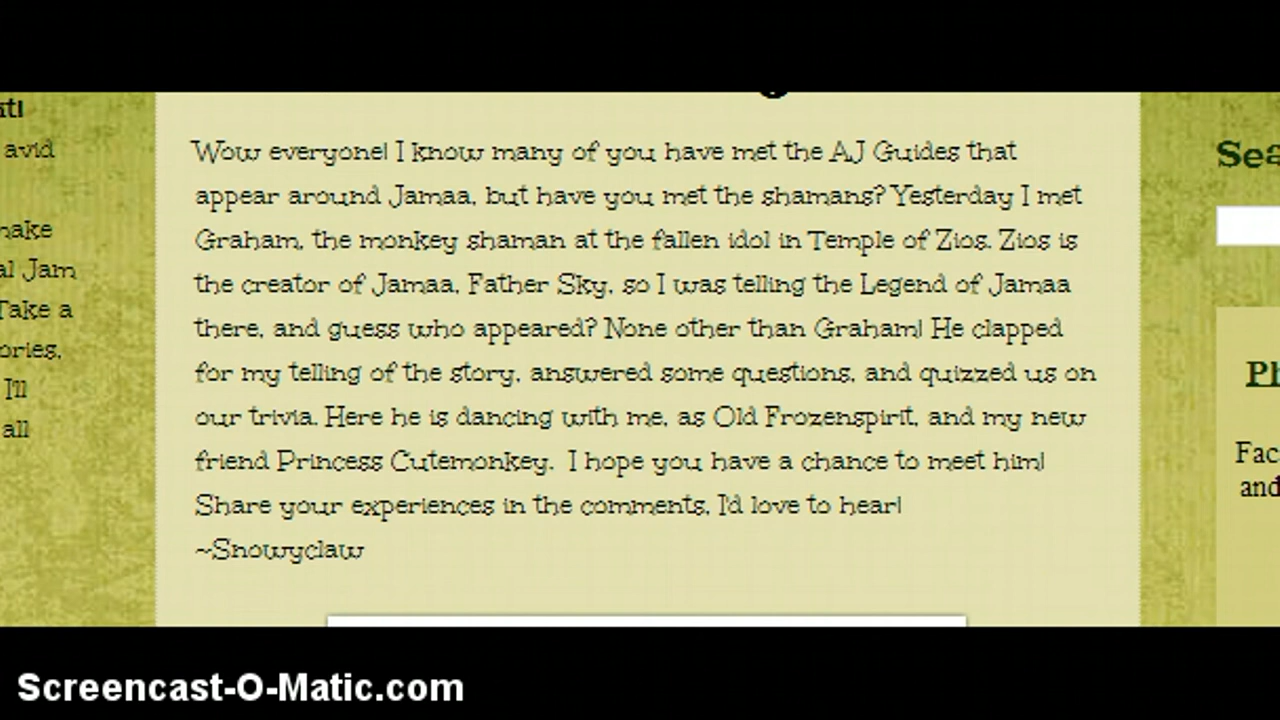 Wow everyone! I know many of you have met the AJ Guides that
appear around Jamaa, but have you met the shamans? Yesterday I met
Graham, the monkey shaman at the fallen idol in Temple of Zios. Zios is
the creator of Jamaa, Father Sky, so I was telling the Legend of Jamaa
there, and guess who appeared? None other than Graham! He clapped
for my telling of the story, answered some questions, and quizzed us on
our trivia. Here he is dancing with me, as Old Frozenspirit, and my new
friend Princess Cutemonkey.  I hope you have a chance to meet him!
Share your experiences in the comments, I'd love to hear!
~Snowyclaw
avid
al Jam
Take a
I'll
all
and
Screencast-O-Matic.com